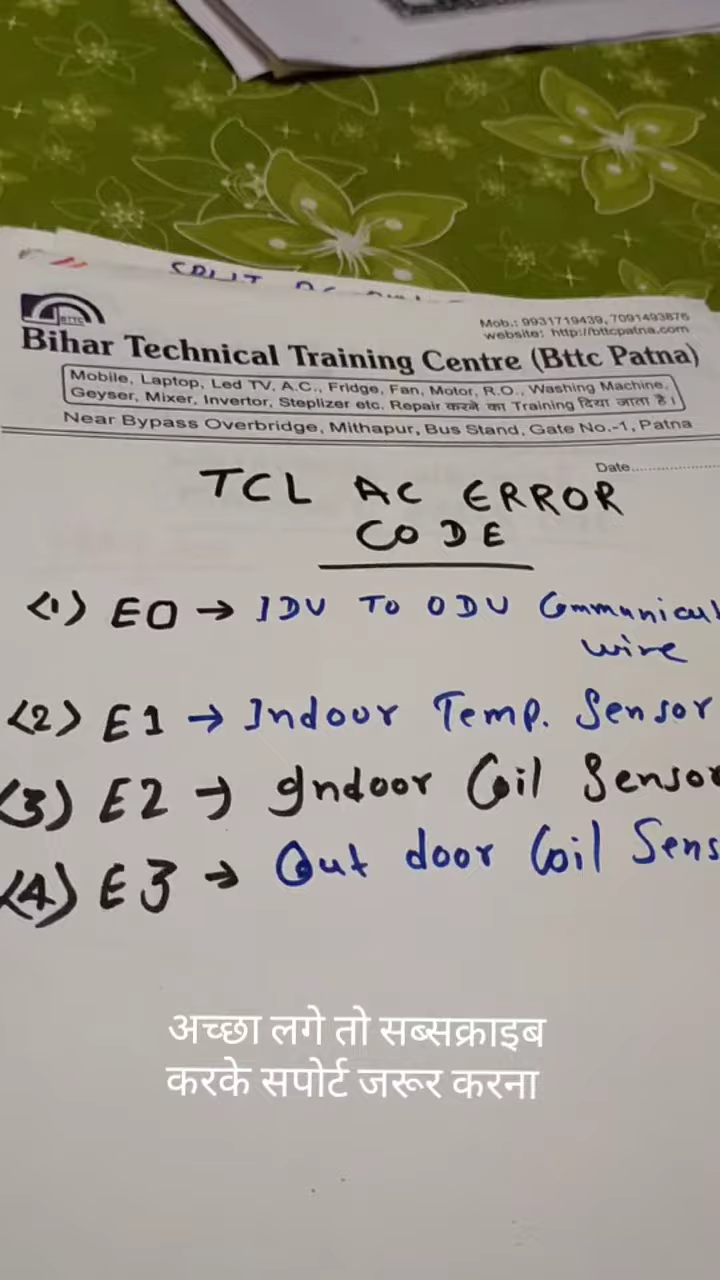 BTTC
Mob.: 9931719439, 7091493876
website: http://bttcpatna.com
Bihar Technical Training Centre (Bttc Patna)
Mobile, Laptop, Led TV, A.C., Fridge, Fan, Motor, R.O., Washing Machine,
Geyser, Mixer, Invertor, Steplizer etc. Repair करने का Training दिया जाता है।
Near Bypass Overbridge, Mithapur, Bus Stand, Gate No.-1, Patna
Date....................
TCL AC ERROR
CODE
(1) E0 → IDU TO ODU Communicat
wire
(2) E1 → Indoor Temp. Sensor
(3) E2 → Indoor Coil Sensor
(4) E3 → Out door Coil Sens
अच्छा लगे तो सब्सक्राइब
करके सपोर्ट जरूर करना